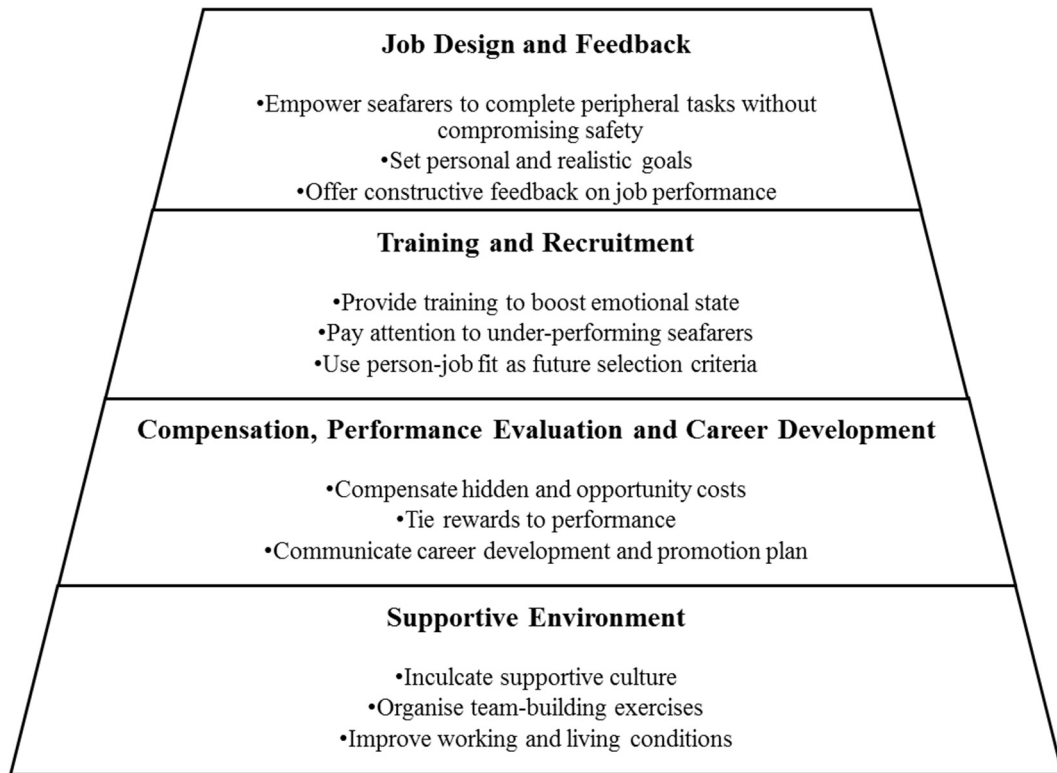 Job Design and Feedback
•Empower seafarers to complete peripheral tasks without
compromising safety
•Set personal and realistic goals
•Offer constructive feedback on job performance
Training and Recruitment
•Provide training to boost emotional state
•Pay attention to under-performing seafarers
•Use person-job fit as future selection criteria
Compensation, Performance Evaluation and Career Development
•Compensate hidden and opportunity costs
•Tie rewards to performance
•Communicate career development and promotion plan
Supportive Environment
•Inculcate supportive culture
•Organise team-building exercises
•Improve working and living conditions